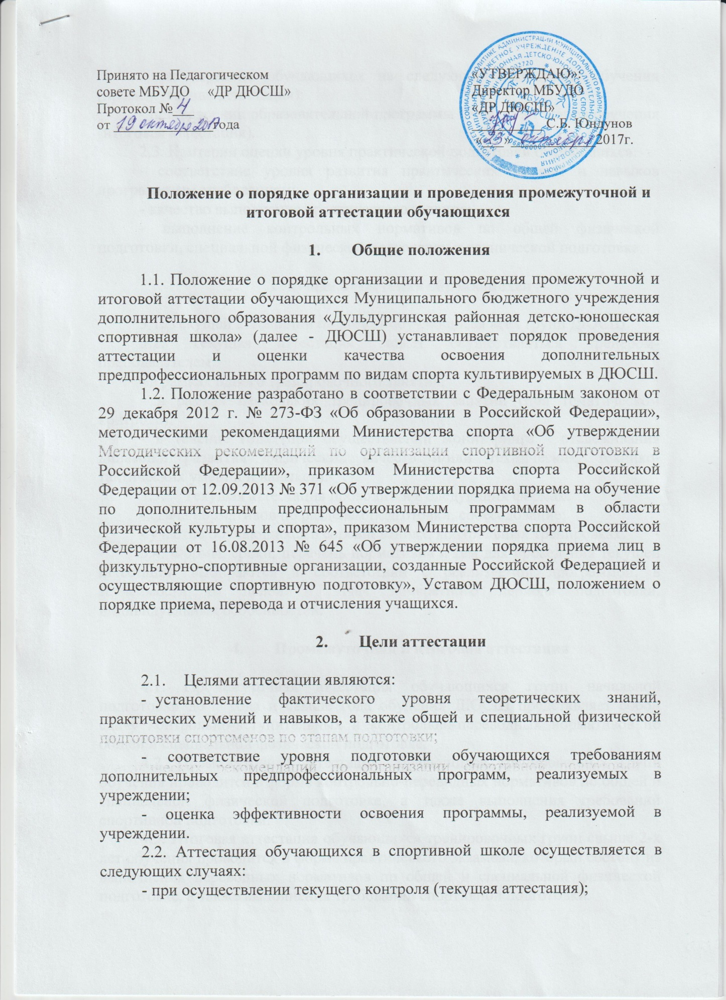 Принято на Педагогическом
совете МБУДО «ДР ДЮСШ»
Протокол № 4
от 19 октября 2017 года
«УТВЕРЖДАЮ»:
Директор МБУДО
«ДР ДЮСШ»
С.Б. Юндунов
«23» октября 2017г.
Положение о порядке организации и проведения промежуточной и
итоговой аттестации обучающихся
1. Общие положения
1.1. Положение о порядке организации и проведения промежуточной и
итоговой аттестации обучающихся Муниципального бюджетного учреждения
дополнительного образования «Дульдургинская районная детско-юношеская
спортивная школа» (далее - ДЮСШ) устанавливает порядок проведения
аттестации и оценки качества освоения дополнительных
предпрофессиональных программ по видам спорта культивируемых в ДЮСШ.
1.2. Положение разработано в соответствии с Федеральным законом от
29 декабря 2012 г. № 273-ФЗ «Об образовании в Российской Федерации»,
методическими рекомендациями Министерства спорта «Об утверждении
Методических рекомендаций по организации спортивной подготовки в
Российской Федерации», приказом Министерства спорта Российской
Федерации от 12.09.2013 № 371 «Об утверждении порядка приема на обучение
по дополнительным предпрофессиональным программам в области
физической культуры и спорта», приказом Министерства спорта Российской
Федерации от 16.08.2013 № 645 «Об утверждении порядка приема лиц в
физкультурно-спортивные организации, созданные Российской Федерацией и
осуществляющие спортивную подготовку», Уставом ДЮСШ, положением о
порядке приема, перевода и отчисления учащихся.
2. Цели аттестации
2.1. Целями аттестации являются:
- установление фактического уровня теоретических знаний,
практических умений и навыков, а также общей и специальной физической
подготовки спортсменов по этапам подготовки;
- соответствие уровня подготовки обучающихся требованиям
дополнительных предпрофессиональных программ, реализуемых в
учреждении;
- оценка эффективности освоения программы, реализуемой в
учреждении.
2.2. Аттестация обучающихся в спортивной школе осуществляется в
следующих случаях:
- при осуществлении текущего контроля (текущая аттестация);